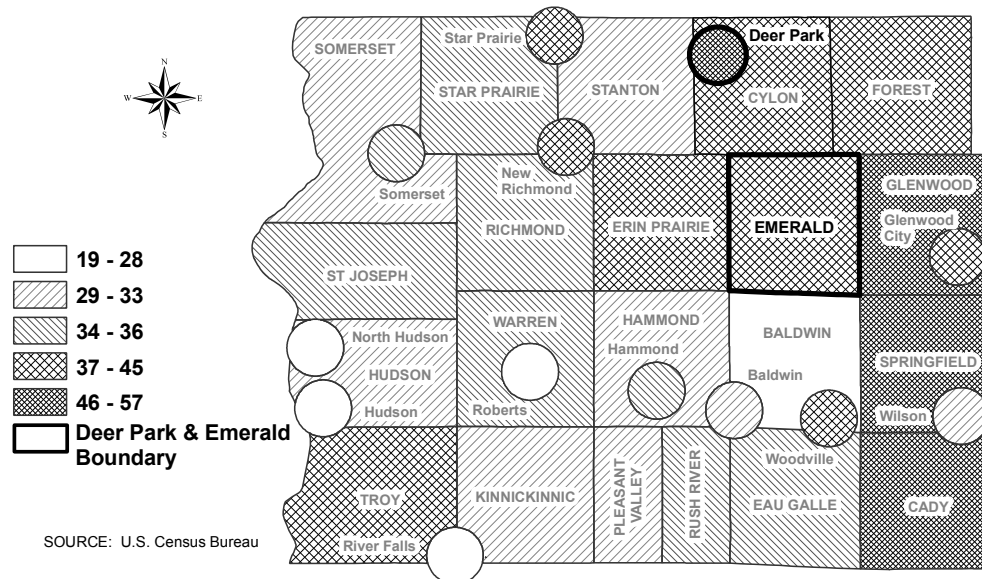 SOMERSET
Star Prairie
Deer Park
STAR PRAIRIE
STANTON
CYLON
FOREST
N
W E
S
Somerset
New
Richmond
RICHMOND
ERIN PRAIRIE
EMERALD
GLENWOOD
Glenwood
City
ST JOSEPH
19 - 28
29 - 33
34 - 36
37 - 45
46 - 57
Deer Park & Emerald
Boundary
North Hudson
HUDSON
Hudson
WARREN
Roberts
HAMMOND
Hammond
BALDWIN
Baldwin
SPRINGFIELD
Wilson
TROY
River Falls
KINNICKINNIC
PLEASANT
VALLEY
RUSH RIVER
Woodville
EAU GALLE
CADY
SOURCE: U.S. Census Bureau